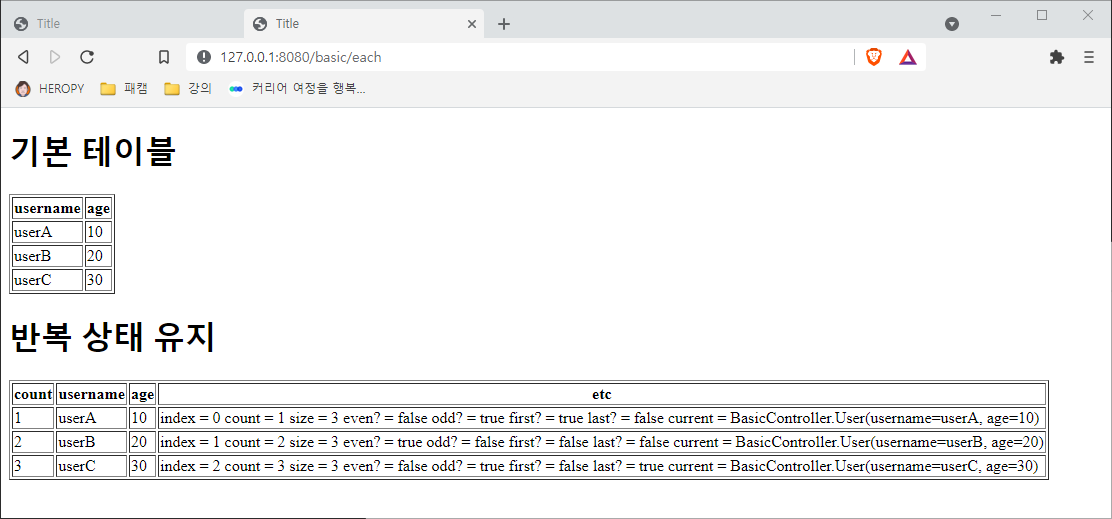 Title
Title
127.0.0.1:8080/basic/each
HEROPY 패캠 강의 커리어 여정을 행복...
기본 테이블
username age
userA 10
userB 20
userC 30
반복 상태 유지
count username age etc
1 userA 10 index = 0 count = 1 size = 3 even? = false odd? = true first? = true last? = false current = BasicController.User(username=userA, age=10)
2 userB 20 index = 1 count = 2 size = 3 even? = true odd? = false first? = false last? = false current = BasicController.User(username=userB, age=20)
3 userC 30 index = 2 count = 3 size = 3 even? = false odd? = true first? = false last? = true current = BasicController.User(username=userC, age=30)